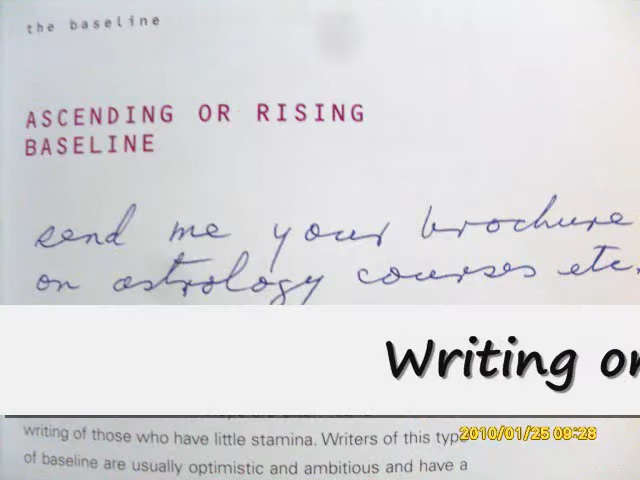 the baseline
ASCENDING OR RISING
BASELINE
send me your brochure
on astrology courses etc.
Writing on
writing of those who have little stamina. Writers of this type
2010/01/25 09:28
of baseline are usually optimistic and ambitious and have a